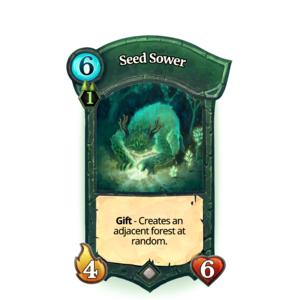 6
Seed Sower
1
Gift - Creates an
adjacent forest at
random.
4
6